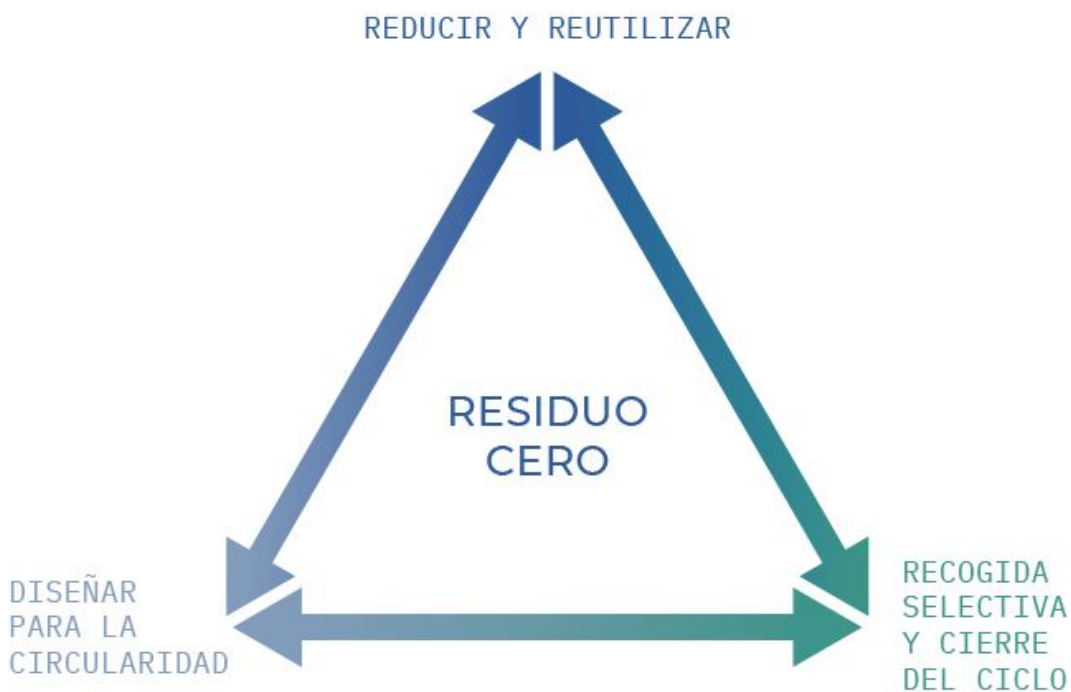 REDUCIR Y REUTILIZAR
RESIDUO
CERO
DISEÑAR
PARA LA
CIRCULARIDAD
RECOGIDA
SELECTIVA
Y CIERRE
DEL CICLO